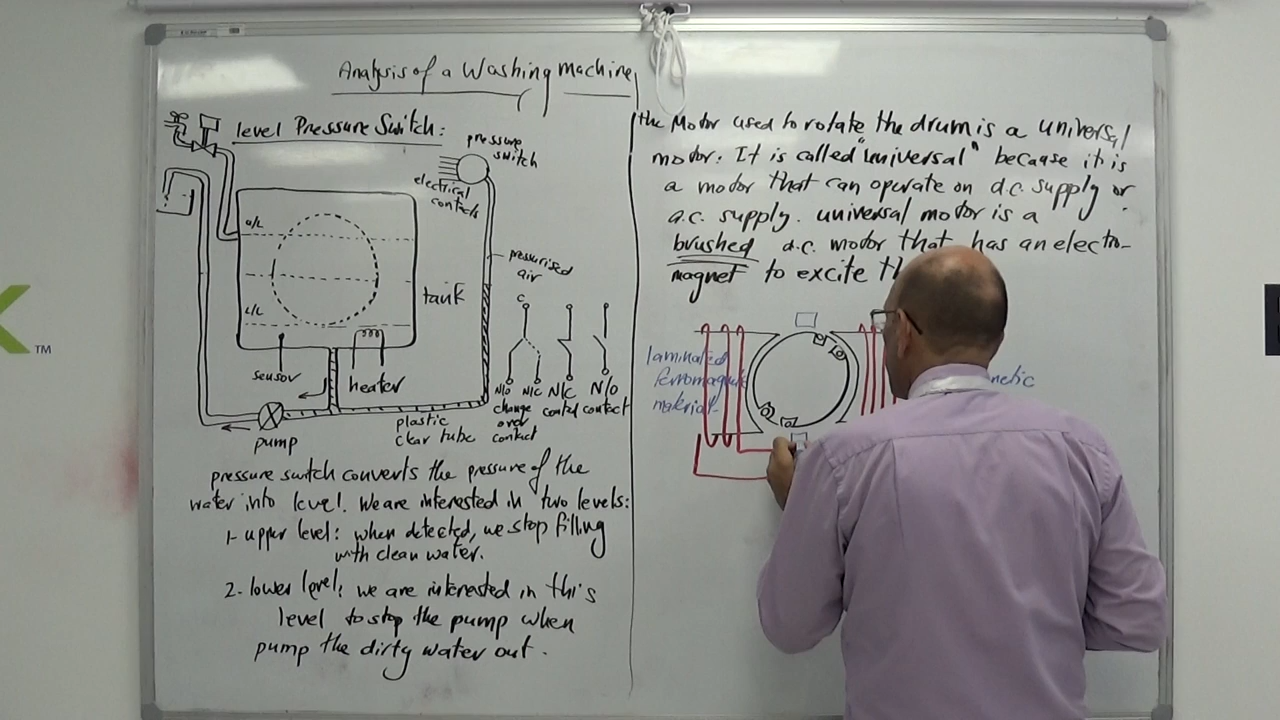 Analysis of a Washing Machine
level Pressure Switch:
pressure
switch
electrical
contacts
U/L
pressurised
air
tank
L/L
C
sensor
heater
N/O N/C N/C N/O
change
over
contact
contact contact
plastic
clear tube
pump
pressure switch converts the pressure of the
water into level. We are interested in two levels:
1- upper level: when detected, we stop filling
with clean water.
2- lower level: we are interested in this
level to stop the pump when
pump the dirty water out.
the Motor used to rotate the drum is a universal
motor. It is called "universal" because it is
a motor that can operate on d.c. supply or
a.c. supply. universal motor is a
brushed d.c. motor that has an electro-
magnet to excite
laminated
material
TM